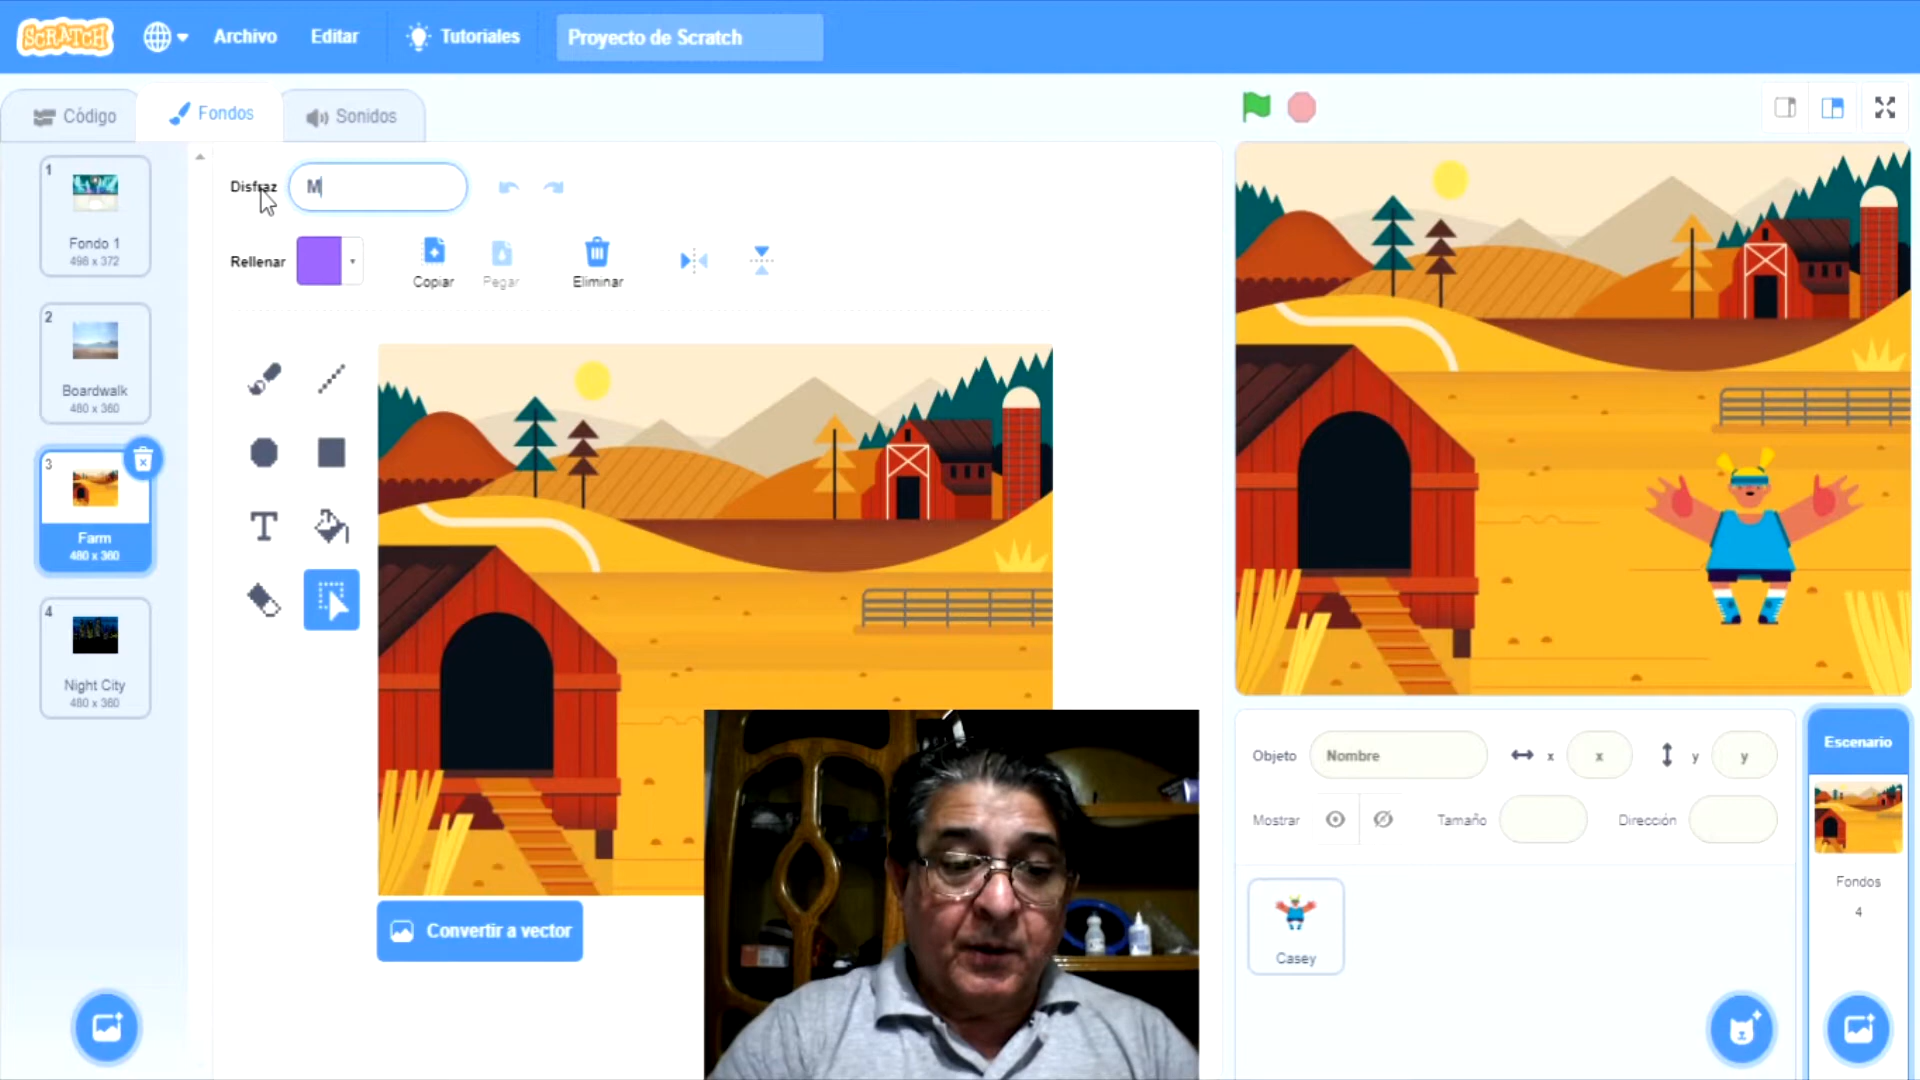 SCRATCH Archivo Editar Tutoriales Proyecto de Scratch
Código Fondos Sonidos
1
Fondo 1
498 x 372
2
Boardwalk
480 x 360
3
Farm
480 x 360
4
Night City
480 x 360
Disfraz M
Rellenar
Copiar Pegar Eliminar
T
Convertir a vector
Objeto Nombre x x y y
Mostrar Tamaño Dirección
Casey
Escenario
Fondos
4